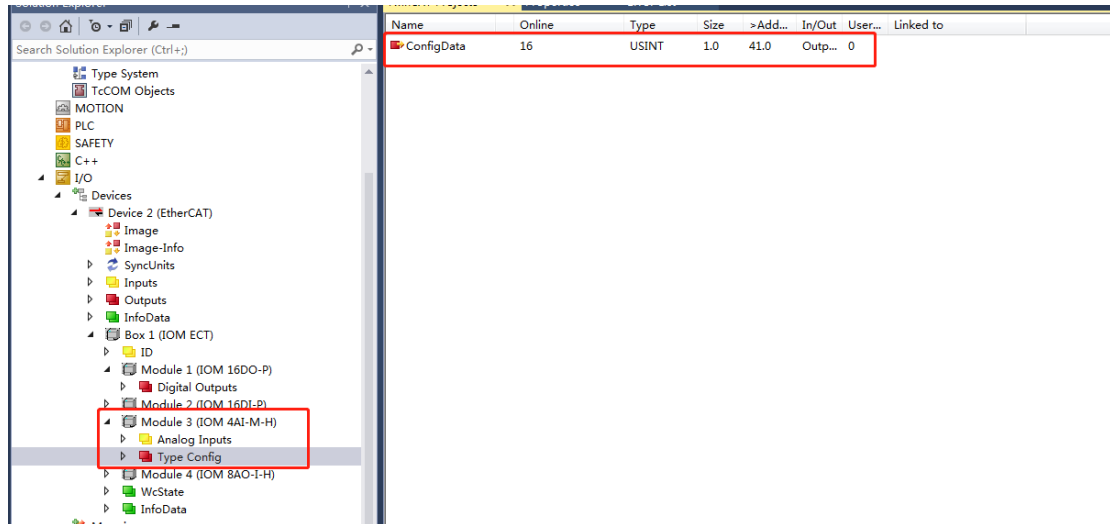 Search Solution Explorer (Ctrl+;)
Type System
TcCOM Objects
MOTION
PLC
SAFETY
C++
I/O
Devices
Device 2 (EtherCAT)
Image
Image-Info
SyncUnits
Inputs
Outputs
InfoData
Box 1 (IOM ECT)
ID
Module 1 (IOM 16DO-P)
Digital Outputs
Module 2 (IOM 16DI-P)
Module 3 (IOM 4AI-M-H)
Analog Inputs
Type Config
Module 4 (IOM 8AO-I-H)
WcState
InfoData
Name Online Type Size >Add... In/Out User... Linked to
ConfigData 16 USINT 1.0 41.0 Outp... 0